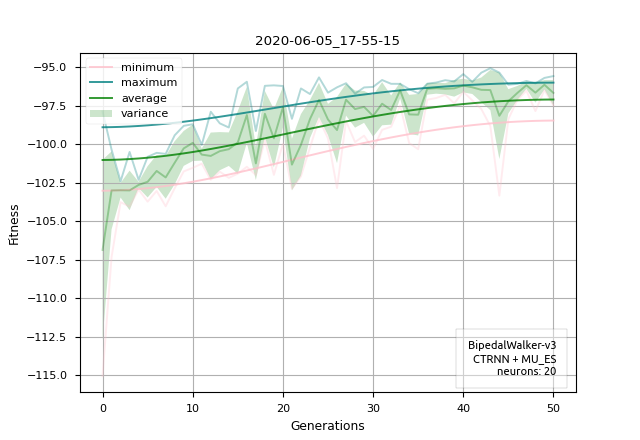 2020-06-05_17-55-15
minimum
maximum
average
variance
−95.0
−97.5
−100.0
−102.5
−105.0
−107.5
−110.0
−112.5
−115.0
Fitness
BipedalWalker-v3
CTRNN + MU_ES
neurons: 20
0
10
20
30
40
50
Generations